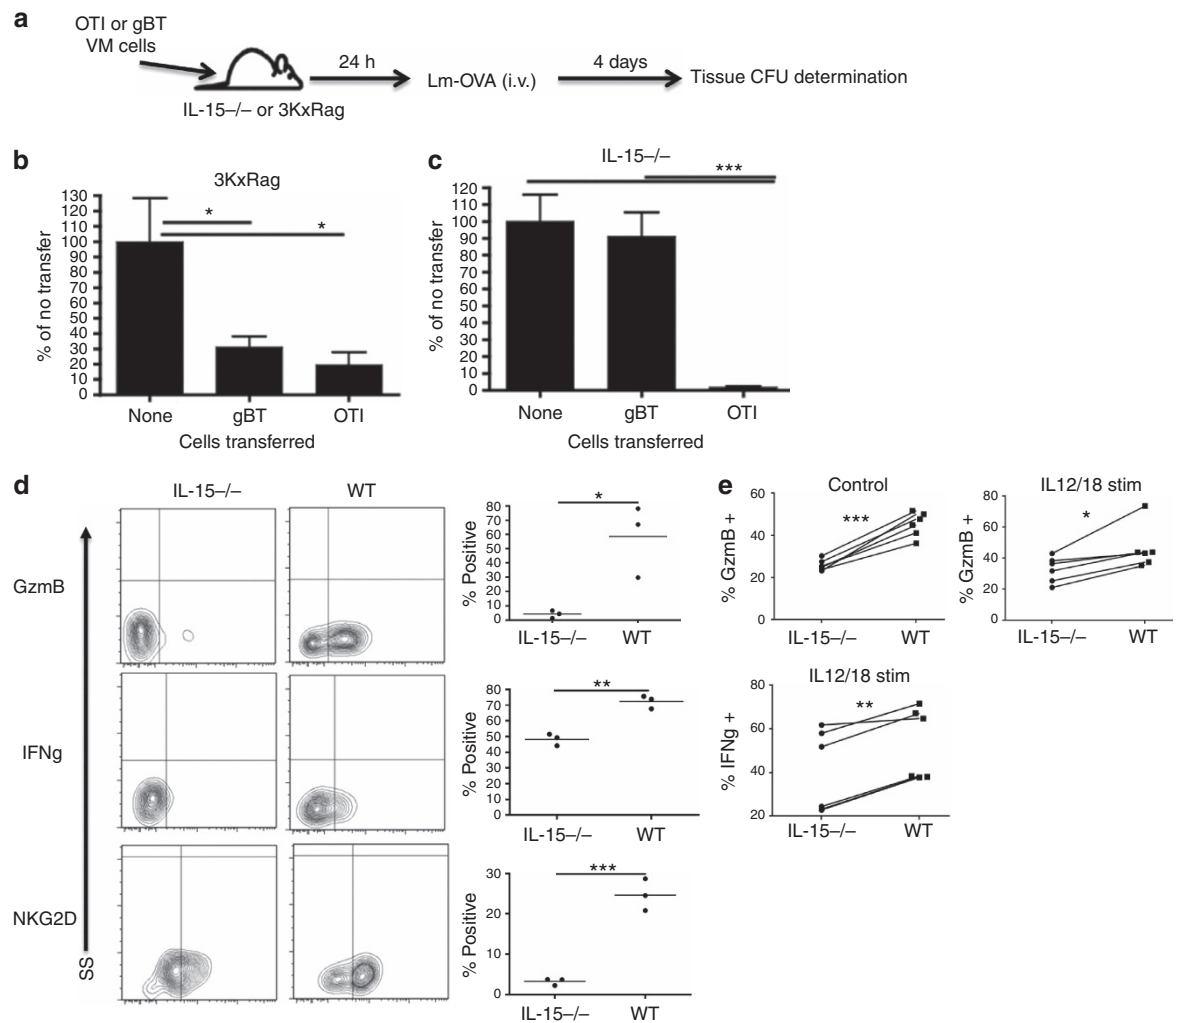 a
OTI or gBT
VM cells
24 h
Lm-OVA (i.v.)
4 days
Tissue CFU determination
IL-15–/– or 3KxRag
b
3KxRag
% of no transfer
130
120
110
100
90
80
70
60
50
40
30
20
10
0
*
*
None
gBT
OTI
Cells transferred
c
IL-15–/–
***
% of no transfer
120
110
100
90
80
70
60
50
40
30
20
10
0
None
gBT
OTI
Cells transferred
d
IL-15–/–
WT
GzmB
IFNg
NKG2D
SS
*
% Positive
80
70
60
50
40
30
20
10
0
IL-15–/–
WT
**
% Positive
80
70
60
50
40
30
20
10
0
IL-15–/–
WT
***
% Positive
30
20
10
0
IL-15–/–
WT
e
Control
***
% GzmB +
60
40
20
0
IL-15–/–
WT
IL12/18 stim
*
% GzmB +
80
60
40
20
0
IL-15–/–
WT
IL12/18 stim
**
% IFNg +
80
60
40
20
IL-15–/–
WT